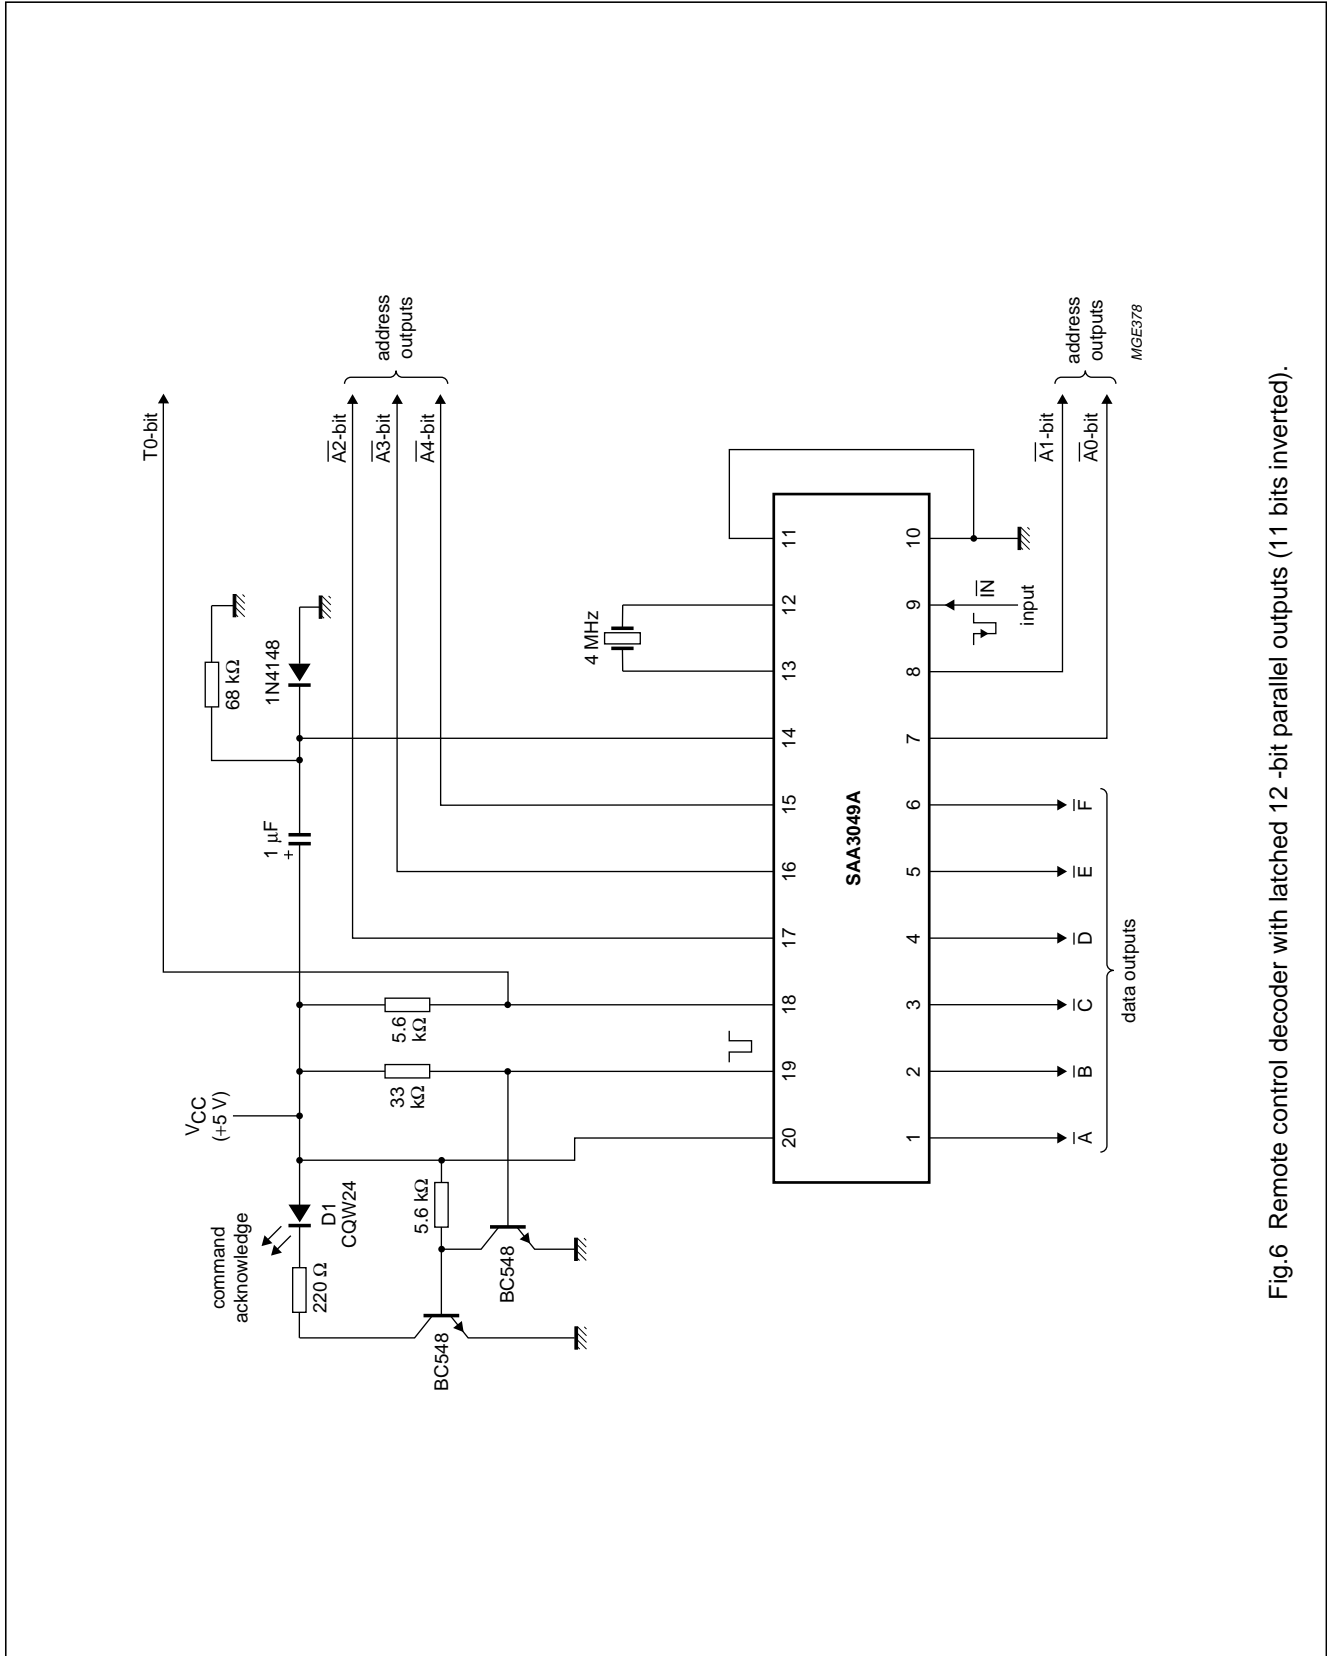 T0-bit
address
outputs
A2-bit
A3-bit
A4-bit
68 kΩ
1N4148
1 μF
+
VCC
(+5 V)
5.6
kΩ
33
kΩ
command
acknowledge
D1
CQW24
220 Ω
5.6 kΩ
BC548
BC548
4 MHz
20
19
18
17
16
15
14
13
12
11
SAA3049A
1
2
3
4
5
6
7
8
9
10
A
B
C
D
E
F
data outputs
IN
input
A1-bit
A0-bit
address
outputs
MGE378
Fig.6 Remote control decoder with latched 12 -bit parallel outputs (11 bits inverted).